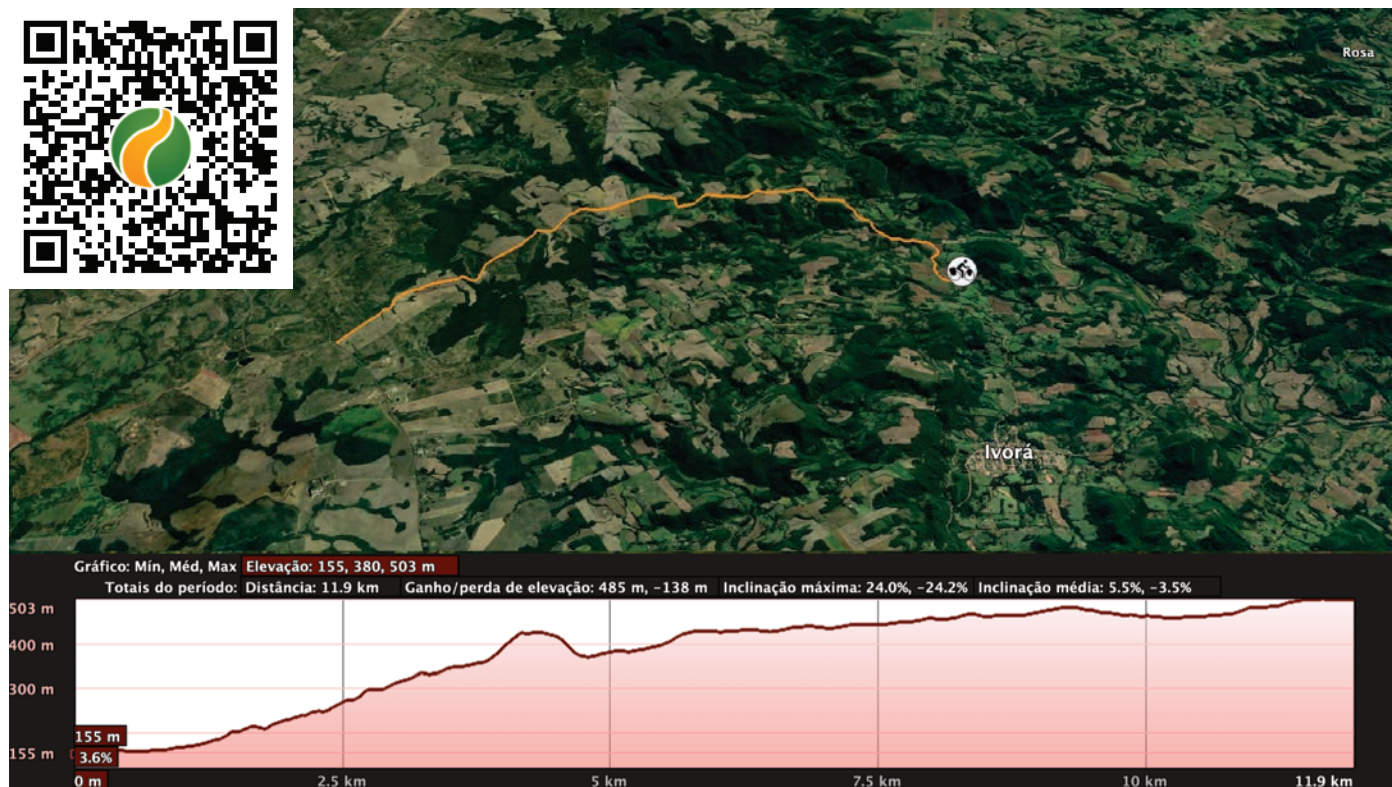 Rosa
Ivorá
Gráfico: Mín, Méd, Max Elevação: 155, 380, 503 m
Totais do período: Distância: 11.9 km Ganho/perda de elevação: 485 m, -138 m Inclinação máxima: 24.0%, -24.2% Inclinação média: 5.5%, -3.5%
503 m
400 m
300 m
155 m
155 m
3.6%
0 m 2.5 km 5 km 7.5 km 10 km 11.9 km